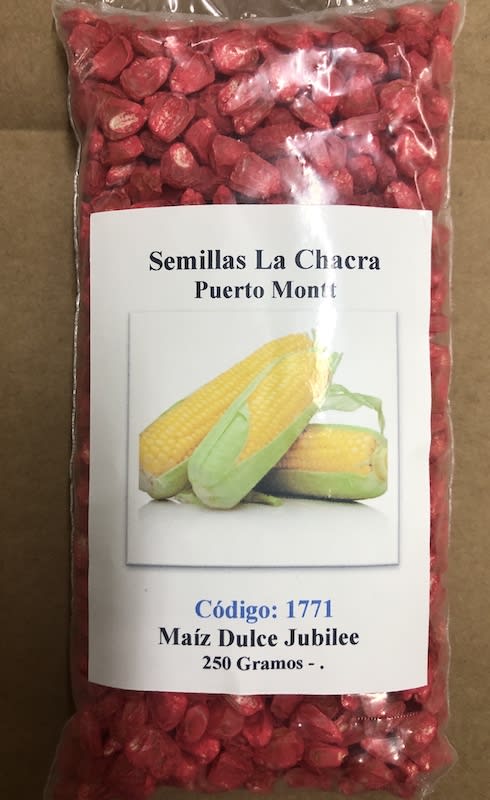 Semillas La Chacra
Puerto Montt
Código: 1771
Maíz Dulce Jubilee
250 Gramos - .